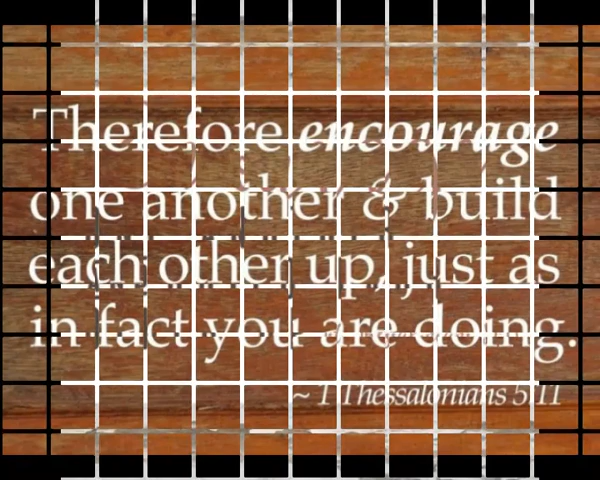 Therefore encourage
one another & build
each other up, just as
in fact you are doing.
~ 1 Thessalonians 5:11